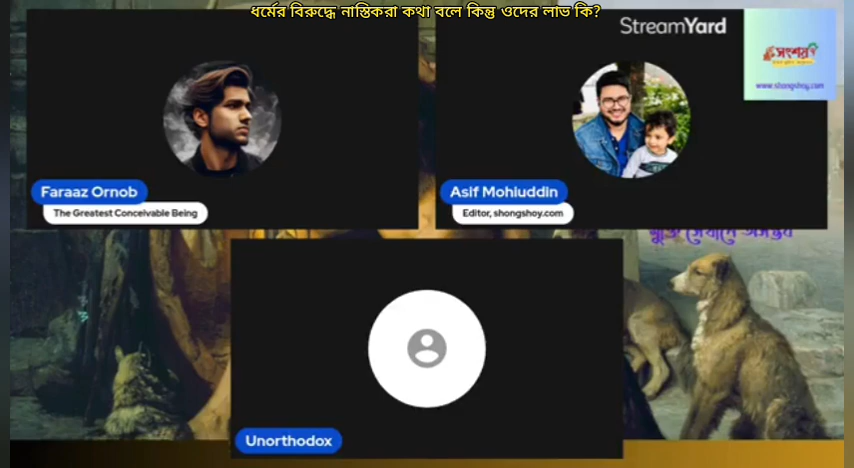 ধর্মের বিরুদ্ধে নাস্তিকরা কথা বলে কিন্তু ওদের লাভ কি?
StreamYard
সংশয়
www.shongshoy.com
Faraaz Ornob
The Greatest Conceivable Being
Asif Mohiuddin
Editor, shongshoy.com
Unorthodox